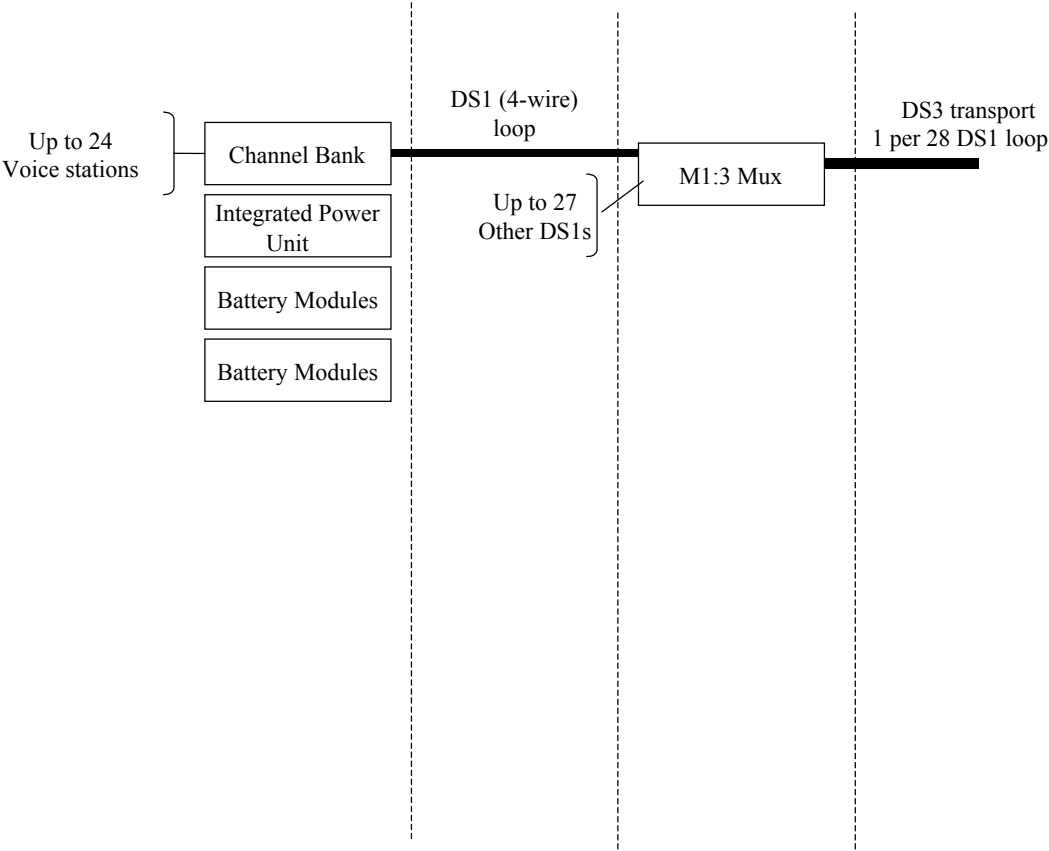 Up to 24
Voice stations
Channel Bank
Integrated Power
Unit
Battery Modules
Battery Modules
DS1 (4-wire)
loop
Up to 27
Other DS1s
M1:3 Mux
DS3 transport
1 per 28 DS1 loop